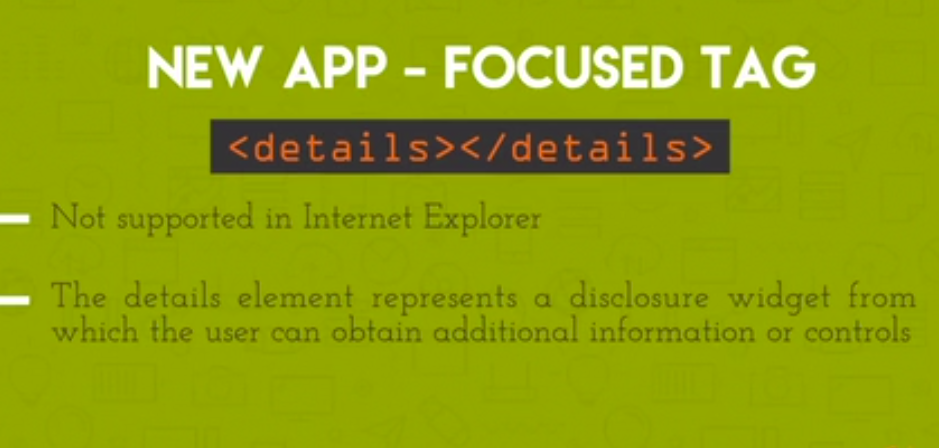 NEW APP - FOCUSED TAG
<details></details>
Not supported in Internet Explorer
The details element represents a disclosure widget from
which the user can obtain additional information or controls